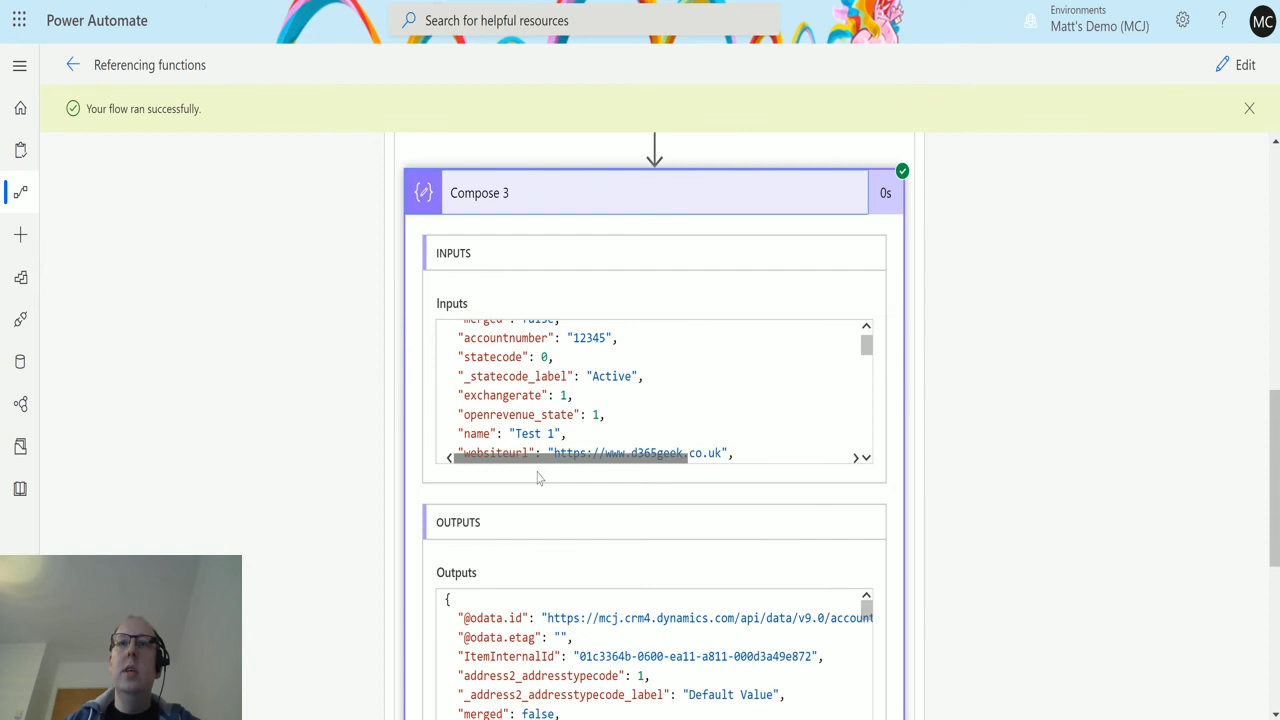 Power Automate
Search for helpful resources
Environments
Matt's Demo (MCJ)
MC
Referencing functions
Edit
Your flow ran successfully.
Compose 3
0s
INPUTS
Inputs
"merged": false,
"accountnumber": "12345",
"statecode": 0,
"_statecode_label": "Active",
"exchangerate": 1,
"openrevenue_state": 1,
"name": "Test 1",
"websiteurl": "https://www.d365geek.co.uk",
OUTPUTS
Outputs
{
"@odata.id": "https://mcj.crm4.dynamics.com/api/data/v9.0/account
"@odata.etag": "",
"ItemInternalId": "01c3364b-0600-ea11-a811-000d3a49e872",
"address2_addresstypecode": 1,
"_address2_addresstypecode_label": "Default Value",
"merged": false,